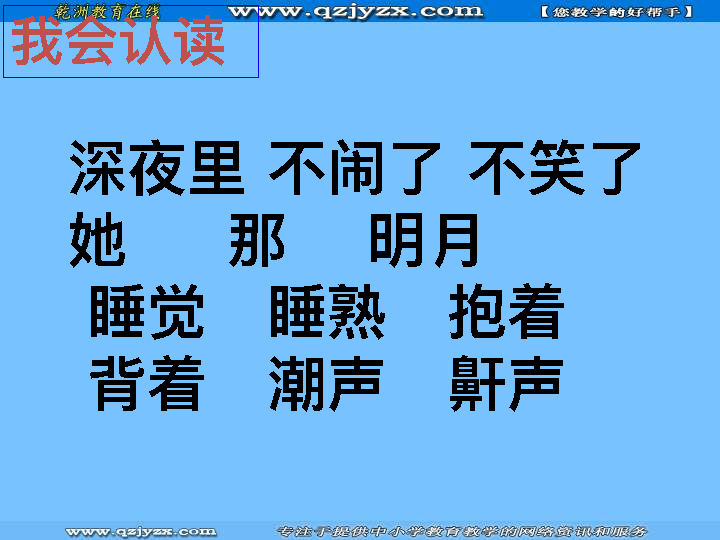 乾洲教育在线 www.qzjyzx.com 【您教学的好帮手】
我会认读
深夜里 不闹了 不笑了
她 那 明月
睡觉 睡熟 抱着
背着 潮声 鼾声
www.qzjyzx.com 专注于提供中小学教育教学的网络资讯和服务